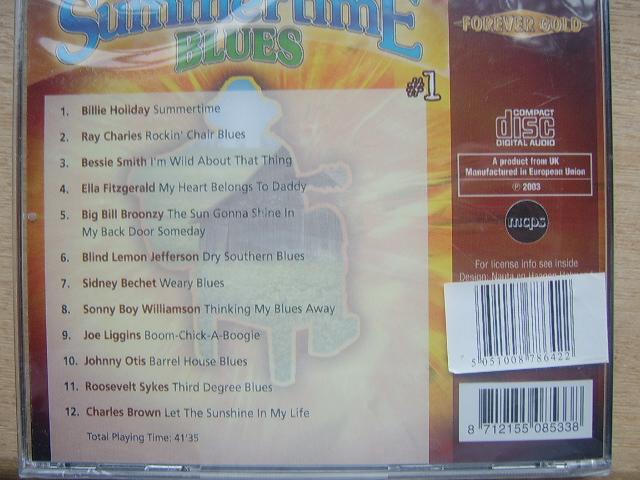 Summertime
BLUES
#1
FOREVER GOLD
1. Billie Holiday Summertime
2. Ray Charles Rockin' Chair Blues
3. Bessie Smith I'm Wild About That Thing
4. Ella Fitzgerald My Heart Belongs To Daddy
5. Big Bill Broonzy The Sun Gonna Shine In
My Back Door Someday
6. Blind Lemon Jefferson Dry Southern Blues
7. Sidney Bechet Weary Blues
8. Sonny Boy Williamson Thinking My Blues Away
9. Joe Liggins Boom-Chick-A-Boogie
10. Johnny Otis Barrel House Blues
11. Roosevelt Sykes Third Degree Blues
12. Charles Brown Let The Sunshine In My Life
Total Playing Time: 41'35
COMPACT
disc
DIGITAL AUDIO
A product from UK
Manufactured in European Union
℗ 2003
mcps
For license info see inside
Design:
5 051008 786422
8 712155 085338